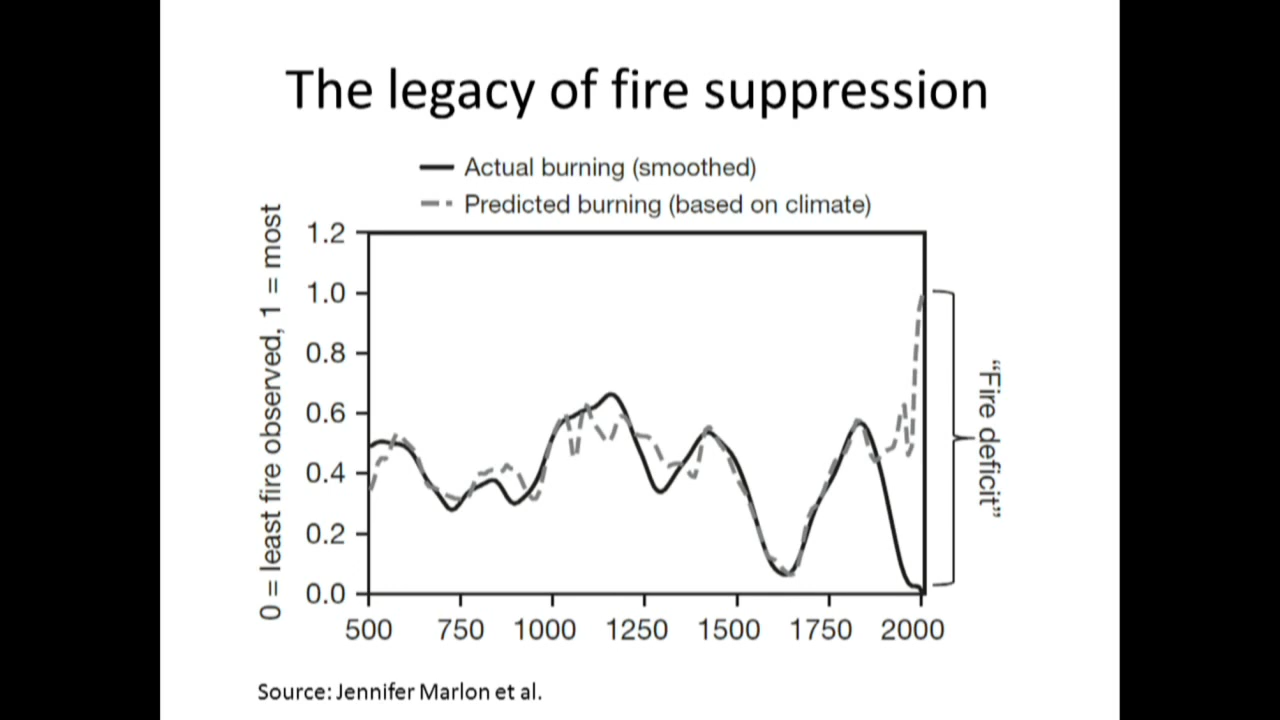 The legacy of fire suppression
Actual burning (smoothed)
Predicted burning (based on climate)
0 = least fire observed, 1 = most
1.2
1.0
0.8
0.6
0.4
0.2
0.0
500 750 1000 1250 1500 1750 2000
“Fire deficit”
Source: Jennifer Marlon et al.